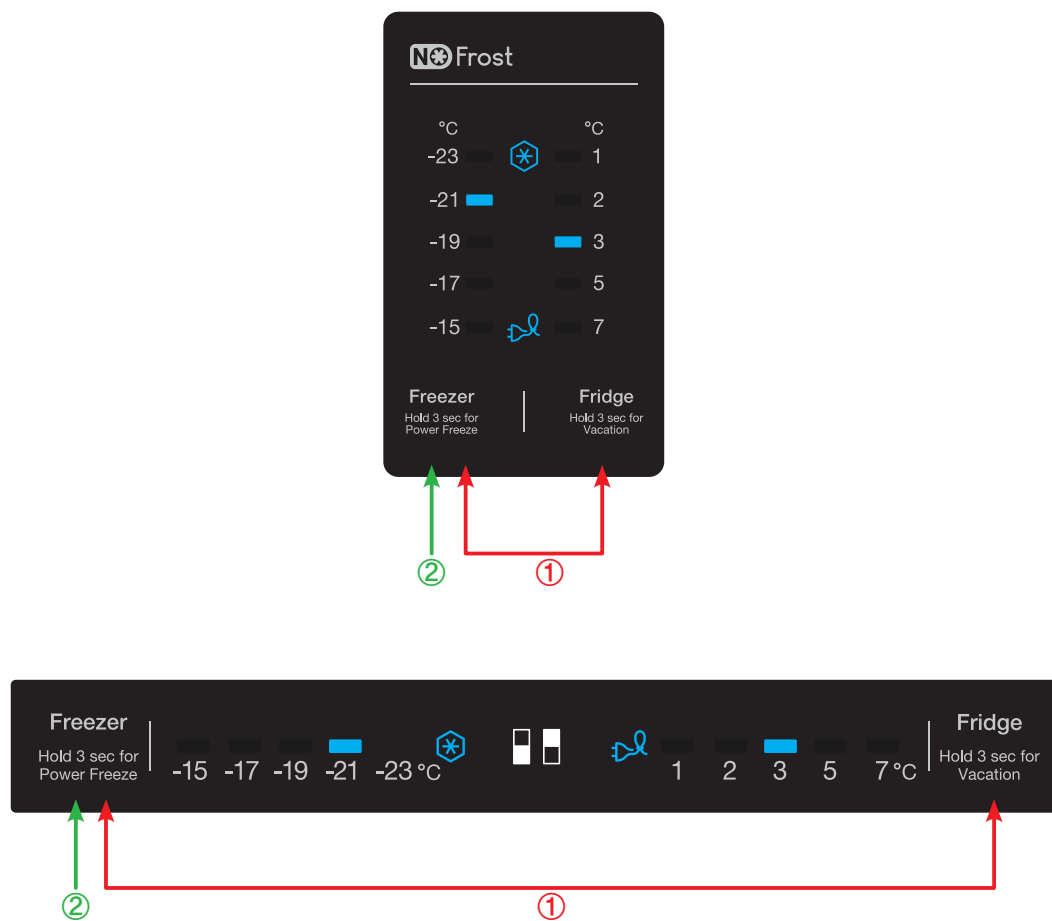 NO Frost
°C °C
-23 1
-21 2
-19 3
-17 5
-15 7
Freezer Fridge
Hold 3 sec for Hold 3 sec for
Power Freeze Vacation
② ①
Freezer Fridge
Hold 3 sec for Hold 3 sec for
Power Freeze Vacation
-15 -17 -19 -21 -23 °C 1 2 3 5 7 °C
② ①